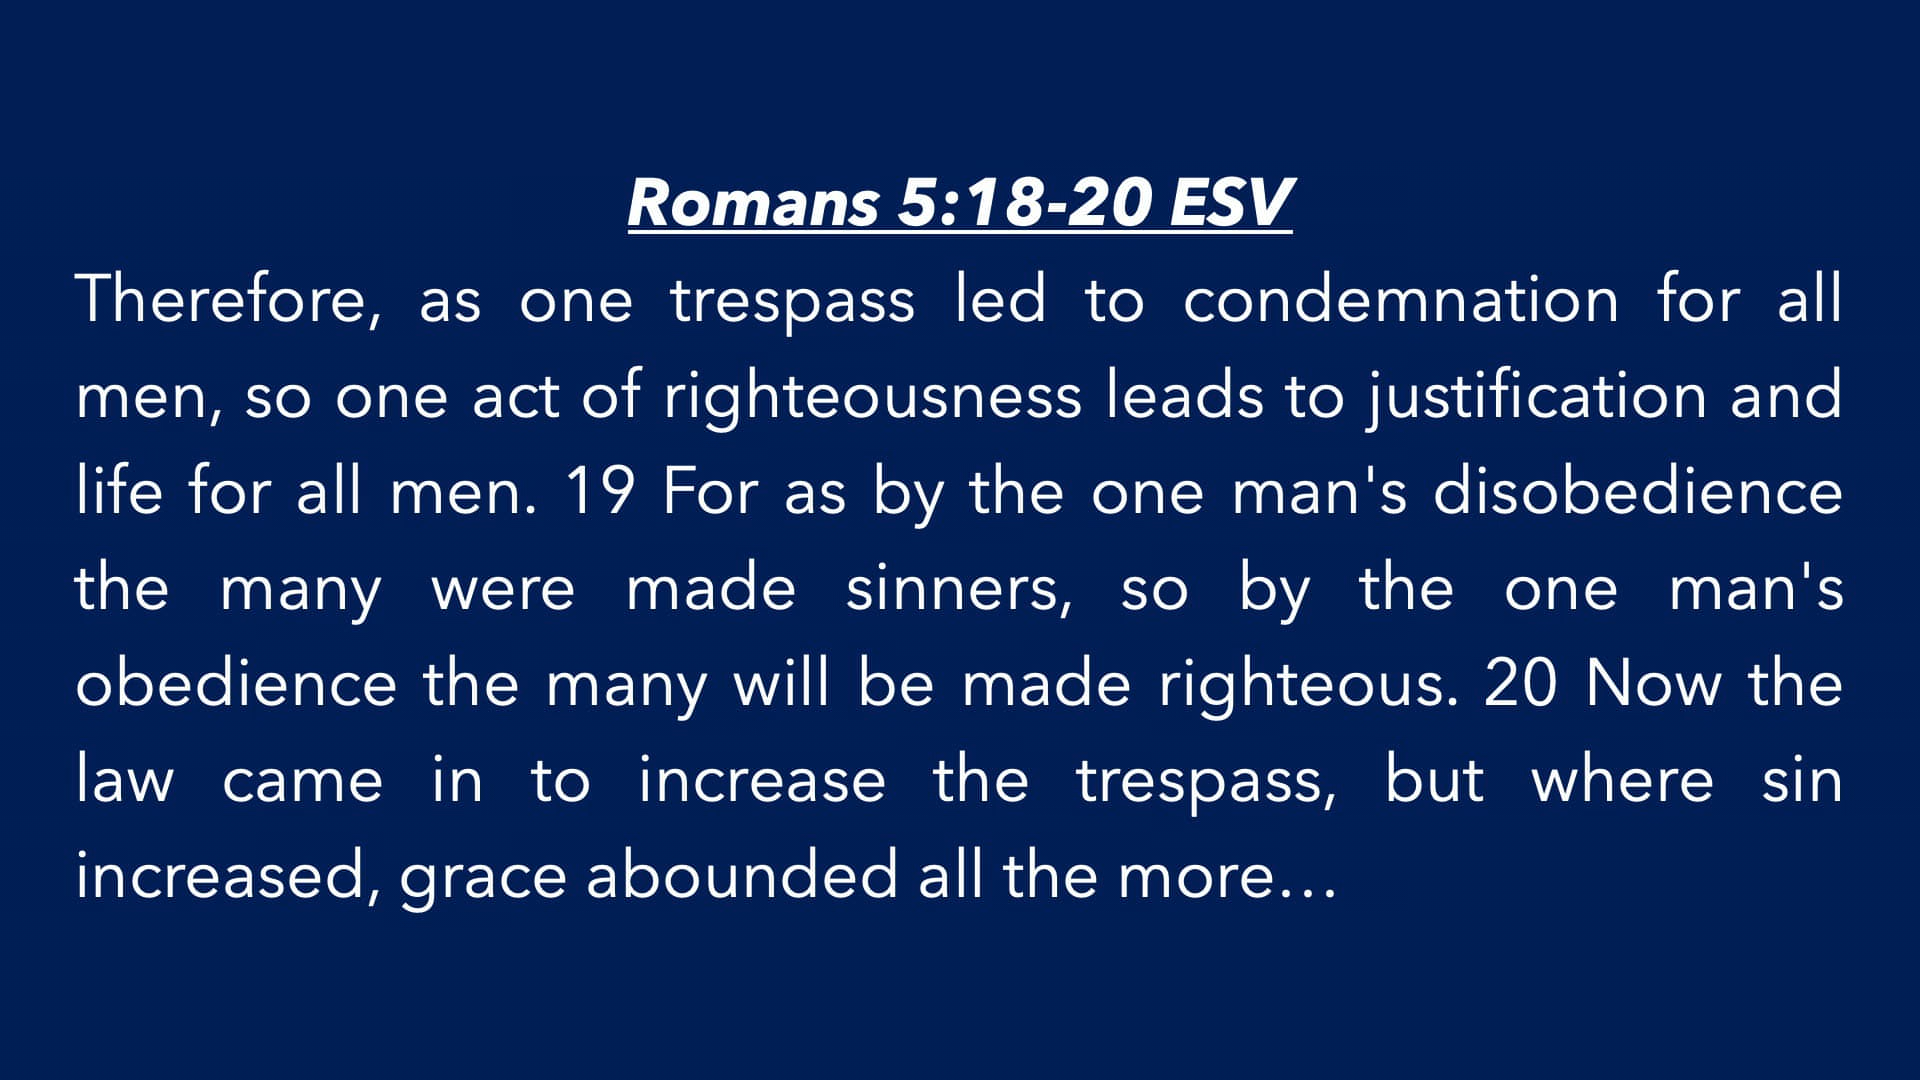 Romans 5:18-20 ESV
Therefore, as one trespass led to condemnation for all
men, so one act of righteousness leads to justification and
life for all men. 19 For as by the one man's disobedience
the many were made sinners, so by the one man's
obedience the many will be made righteous. 20 Now the
law came in to increase the trespass, but where sin
increased, grace abounded all the more…